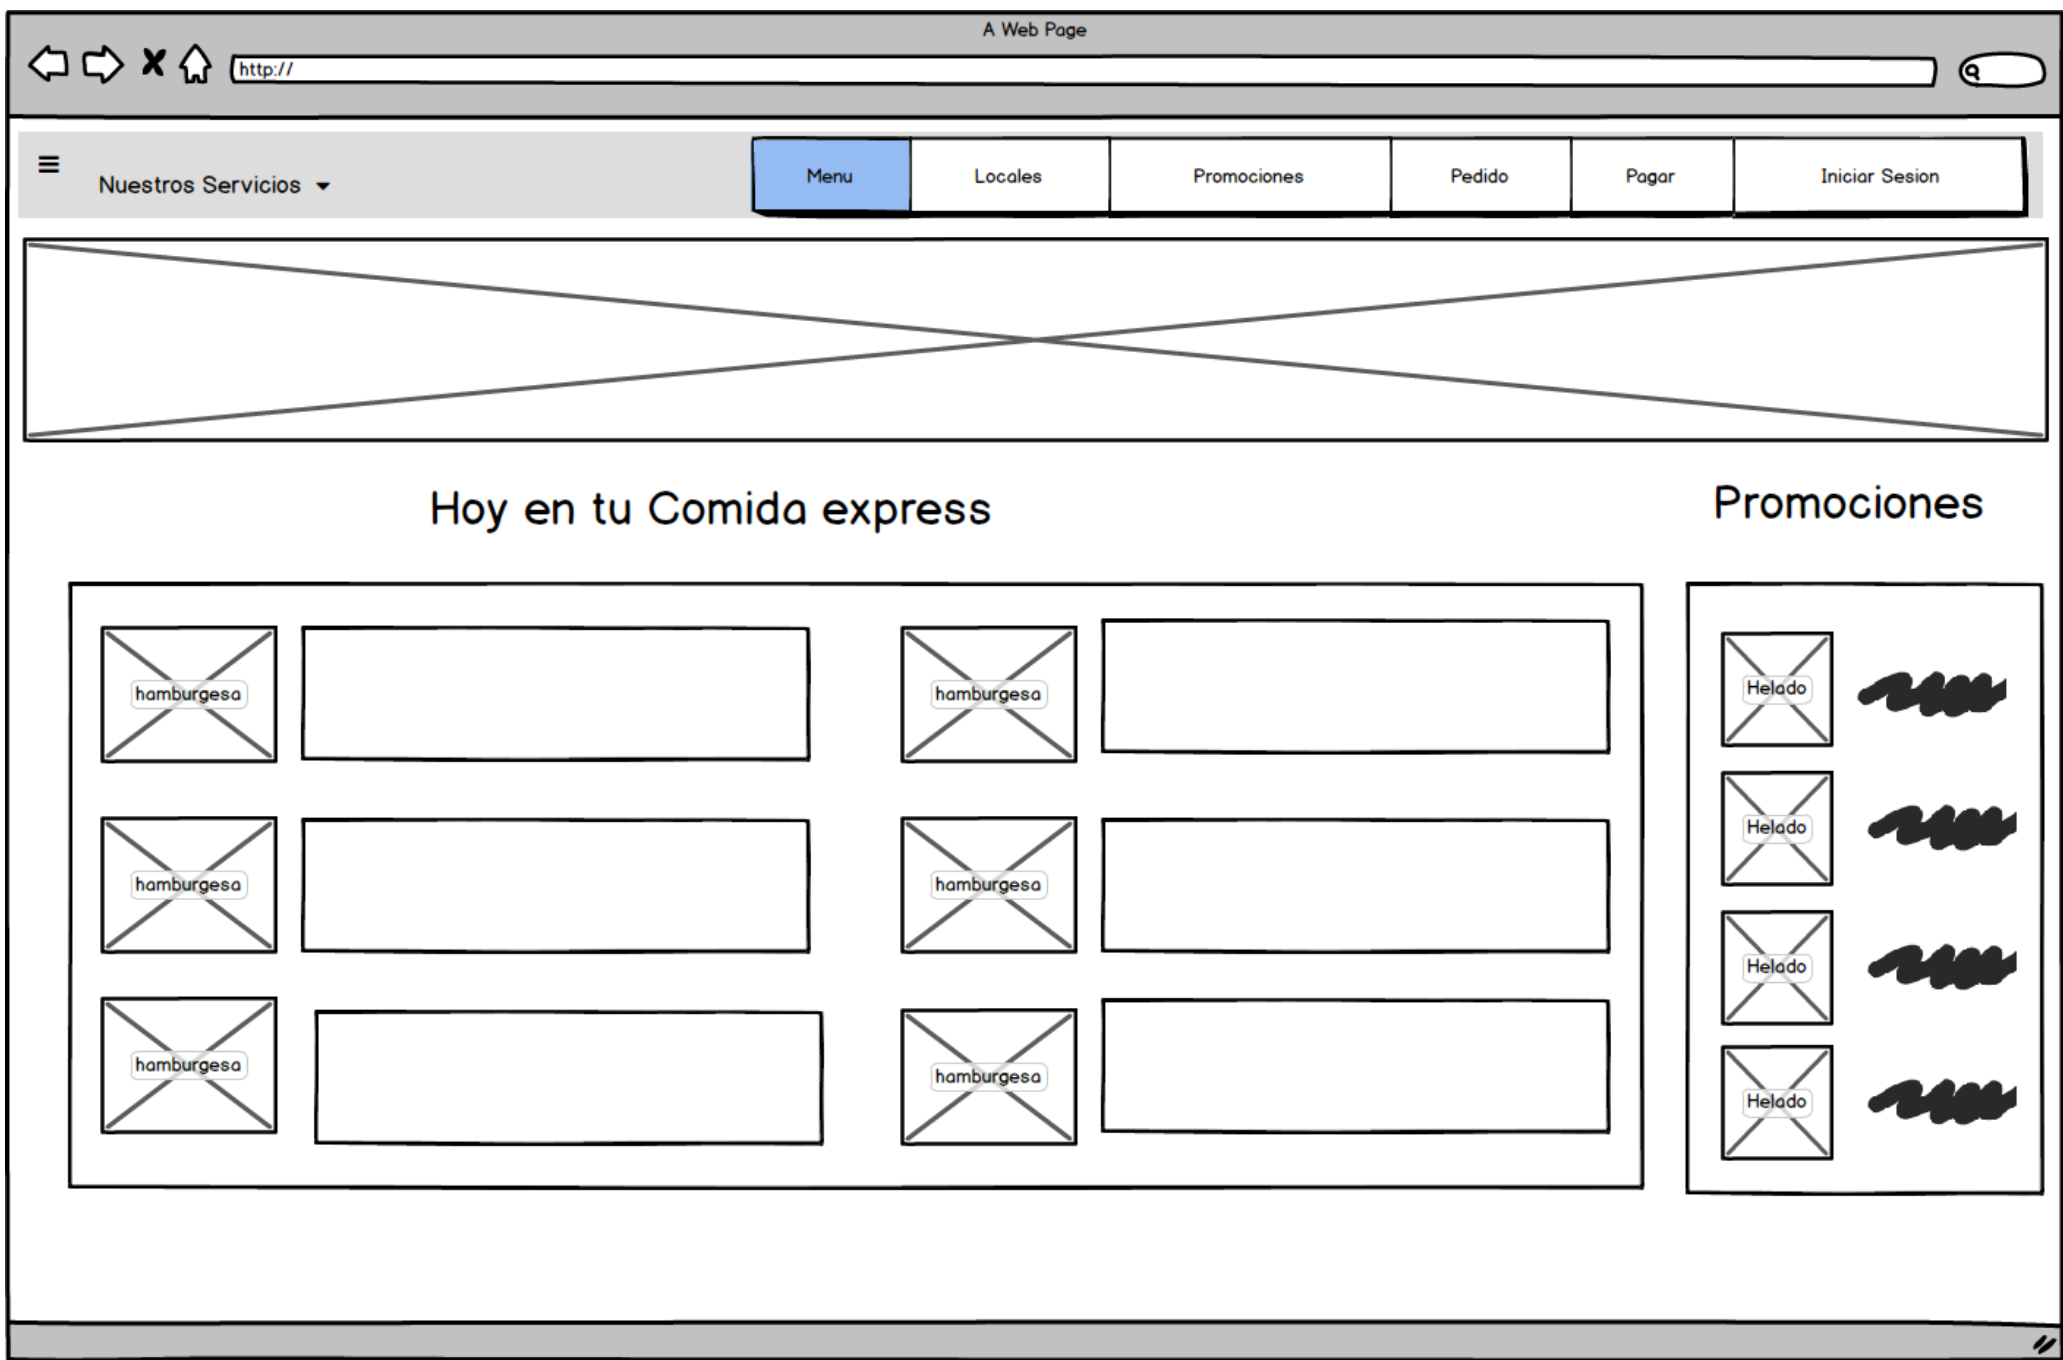 A Web Page
http://
Nuestros Servicios
Menu
Locales
Promociones
Pedido
Pagar
Iniciar Sesion
Hoy en tu Comida express
Promociones
hamburgesa
hamburgesa
Helado
Helado
hamburgesa
hamburgesa
Helado
hamburgesa
hamburgesa
Helado